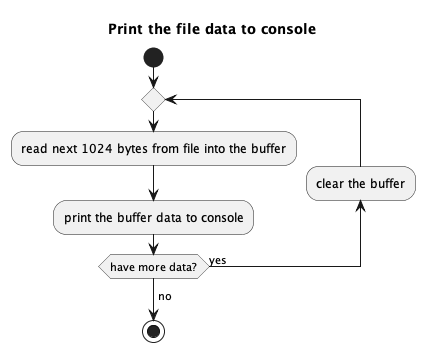 Print the file data to console
read next 1024 bytes from file into the buffer
clear the buffer
print the buffer data to console
have more data?
yes
no